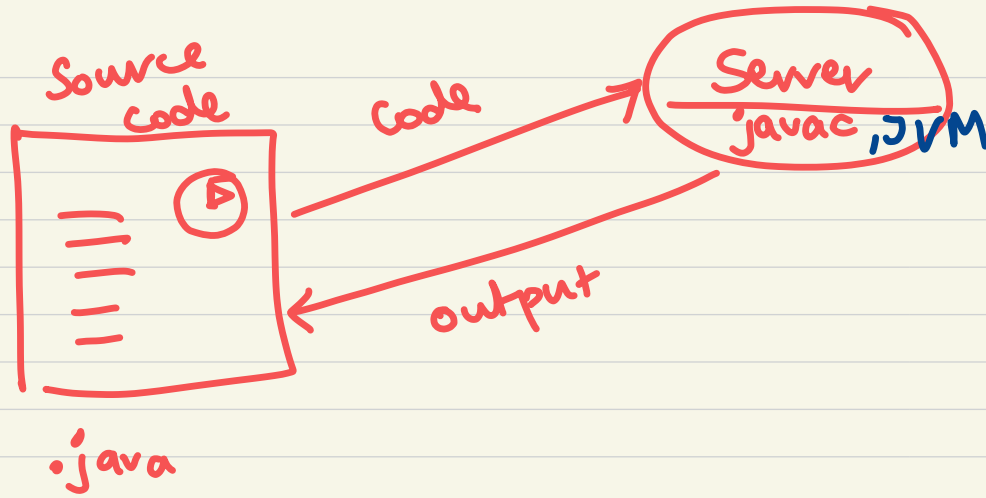 Source
code
Code
Server
javac , JVM
output
.java